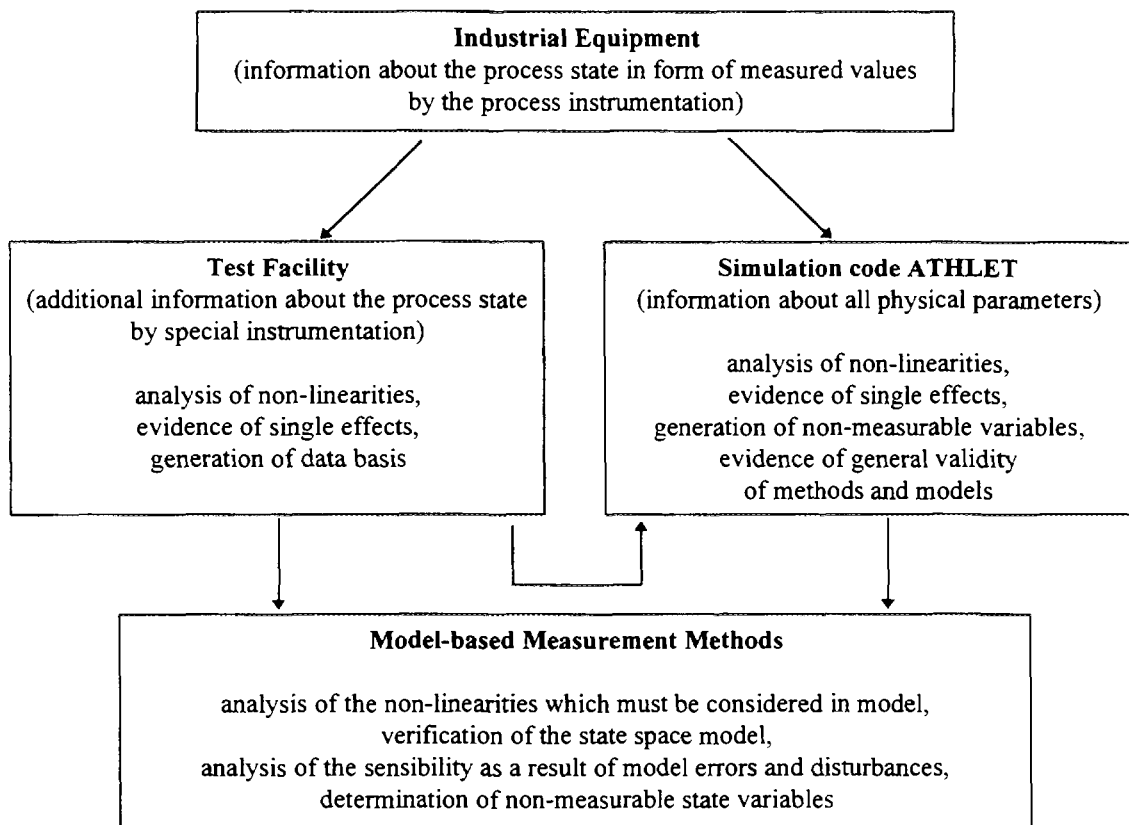 Industrial Equipment
(information about the process state in form of measured values
by the process instrumentation)
Test Facility
(additional information about the process state
by special instrumentation)
analysis of non-linearities,
evidence of single effects,
generation of data basis
Simulation code ATHLET
(information about all physical parameters)
analysis of non-linearities,
evidence of single effects,
generation of non-measurable variables,
evidence of general validity
of methods and models
Model-based Measurement Methods
analysis of the non-linearities which must be considered in model,
verification of the state space model,
analysis of the sensibility as a result of model errors and disturbances,
determination of non-measurable state variables